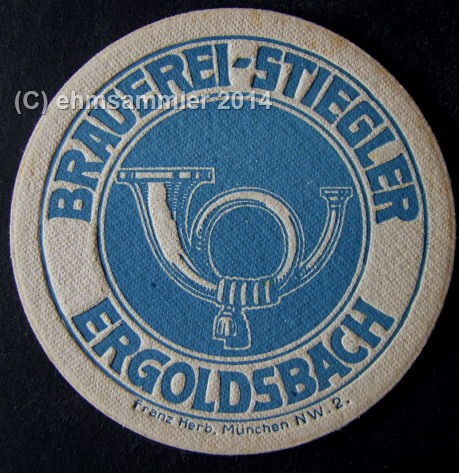 (C) ehmsammler 2014
BRAUEREI-STIEGLER
ERGOLDSBACH
Franz Herb, München NW. 2.